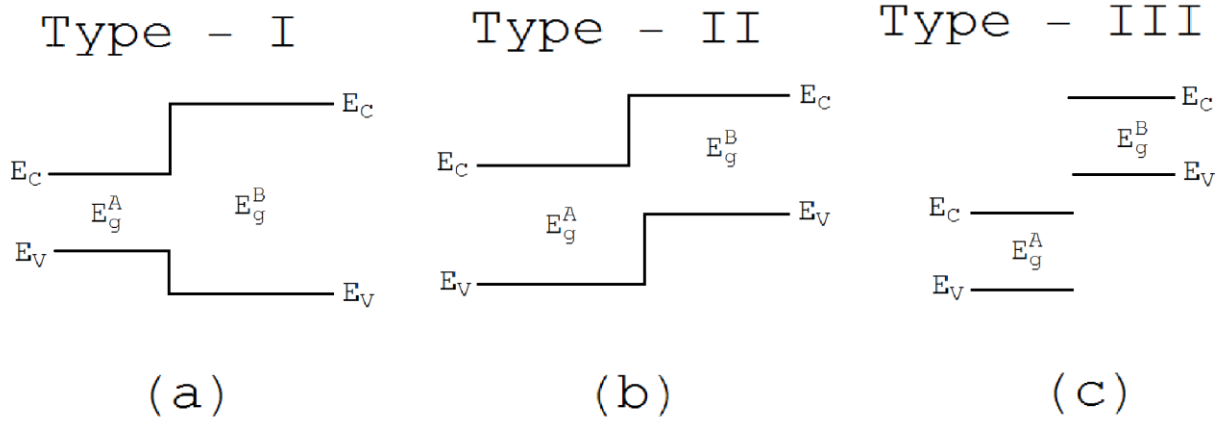 Type - I
Type - II
Type - III
E_C
E_C
E_g^A
E_g^B
E_V
E_V
E_C
E_C
E_g^B
E_g^A
E_V
E_V
E_C
E_g^B
E_V
E_C
E_g^A
E_V
(a)
(b)
(c)